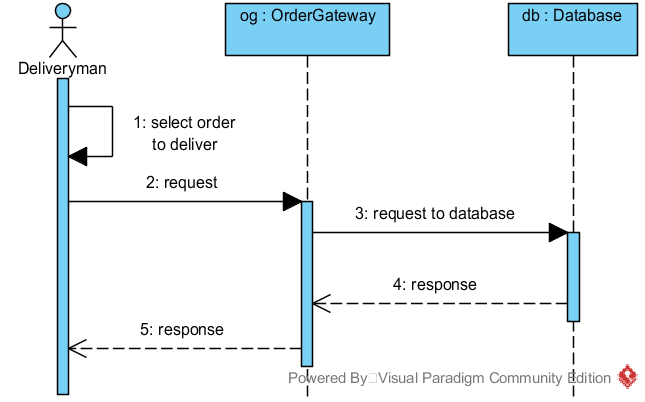 og : OrderGateway
db : Database
Deliveryman
1: select order
to deliver
2: request
3: request to database
4: response
5: response
Powered By□Visual Paradigm Community Edition